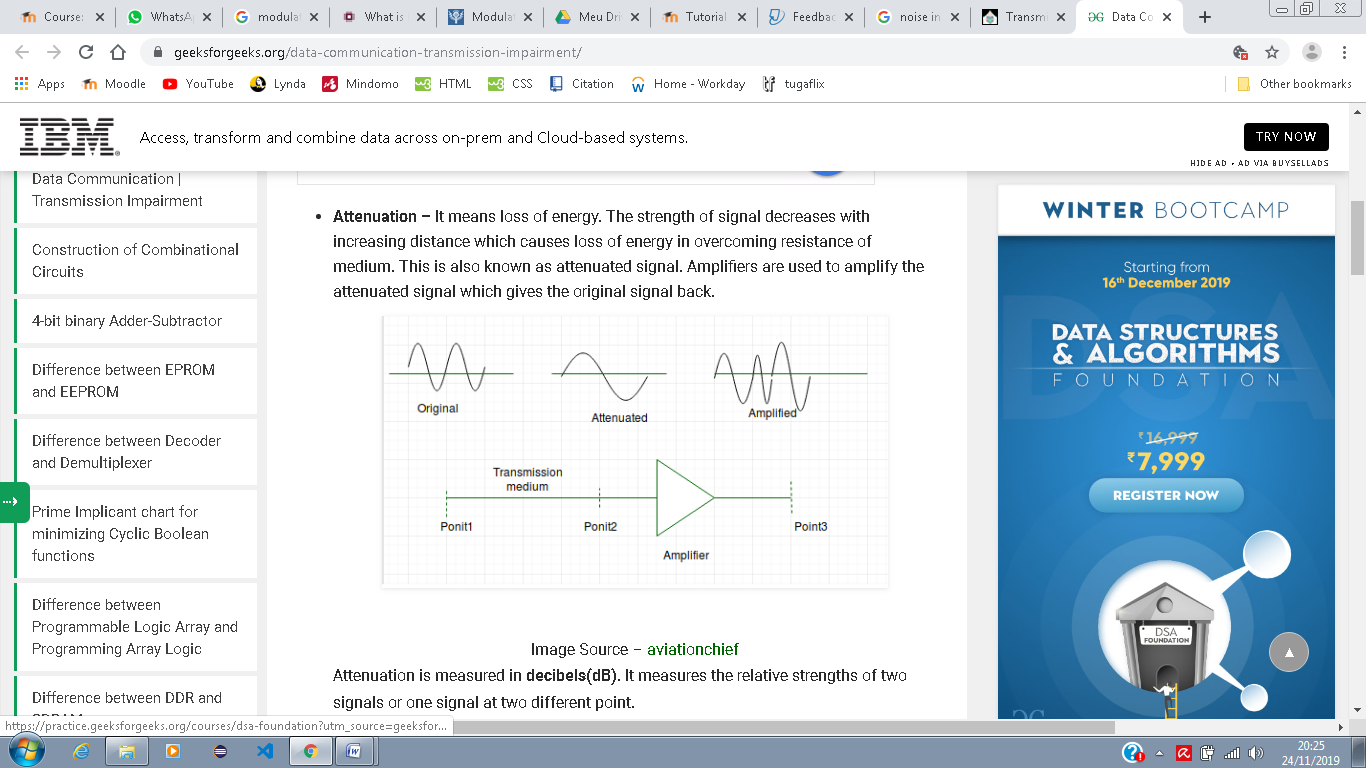 Course:
WhatsA
modulat
What is
Modulat
Meu Dri
Tutorial
Feedbac
noise in
Transmi
Data Co
geeksforgeeks.org/data-communication-transmission-impairment/
Apps
Moodle
YouTube
Lynda
Mindomo
HTML
CSS
Citation
Home - Workday
tugaflix
Other bookmarks
IBM
Access, transform and combine data across on-prem and Cloud-based systems.
TRY NOW
HIDE AD • AD VIA BUYSELLADS
Data Communication |
Transmission Impairment
Construction of Combinational
Circuits
4-bit binary Adder-Subtractor
Difference between EPROM
and EEPROM
Difference between Decoder
and Demultiplexer
Prime Implicant chart for
minimizing Cyclic Boolean
functions
Difference between
Programmable Logic Array and
Programming Array Logic
Difference between DDR and
• Attenuation – It means loss of energy. The strength of signal decreases with
increasing distance which causes loss of energy in overcoming resistance of
medium. This is also known as attenuated signal. Amplifiers are used to amplify the
attenuated signal which gives the original signal back.
Original
Attenuated
Amplified
Transmission
medium
Ponit1
Ponit2
Point3
Amplifier
Image Source – aviationchief
Attenuation is measured in decibels(dB). It measures the relative strengths of two
signals or one signal at two different point.
WINTER BOOTCAMP
Starting from
16th December 2019
DATA STRUCTURES
& ALGORITHMS
FOUNDATION
₹16,999
₹7,999
REGISTER NOW
DSA
FOUNDATION
https://practice.geeksforgeeks.org/courses/dsa-foundation?utm_source=geeksfor...
20:25
24/11/2019